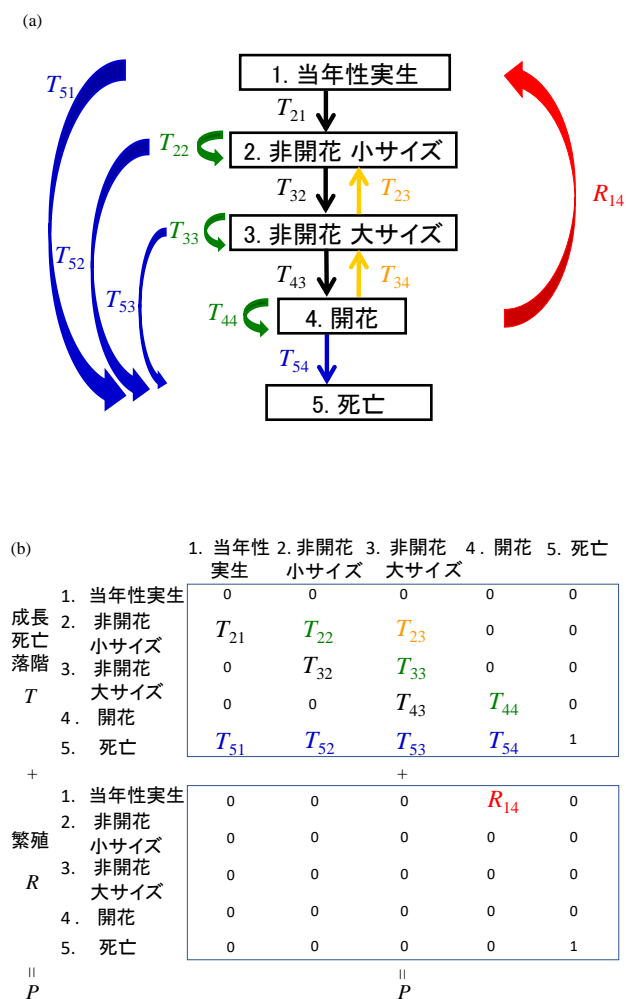 (a)
1. 当年性実生
T51
T21
T22
2. 非開花 小サイズ
T32
T23
R14
T33
3. 非開花 大サイズ
T52
T43
T34
T53
T44
4. 開花
T54
5. 死亡
(b)
1. 当年性 2. 非開花 3. 非開花 4. 開花 5. 死亡
実生 小サイズ 大サイズ
1. 当年性実生 0 0 0 0 0
成長 2. 非開花
死亡 小サイズ T21 T22 T23 0 0
落階 3. 非開花 0 T32 T33 0 0
T 大サイズ 0 0 T43 T44 0
4. 開花
5. 死亡 T51 T52 T53 T54 1
+ +
1. 当年性実生 0 0 0 R14 0
2. 非開花 0 0 0 0 0
繁殖 小サイズ
R 3. 非開花 0 0 0 0 0
大サイズ
4. 開花 0 0 0 0 0
5. 死亡 0 0 0 0 1
= =
P P